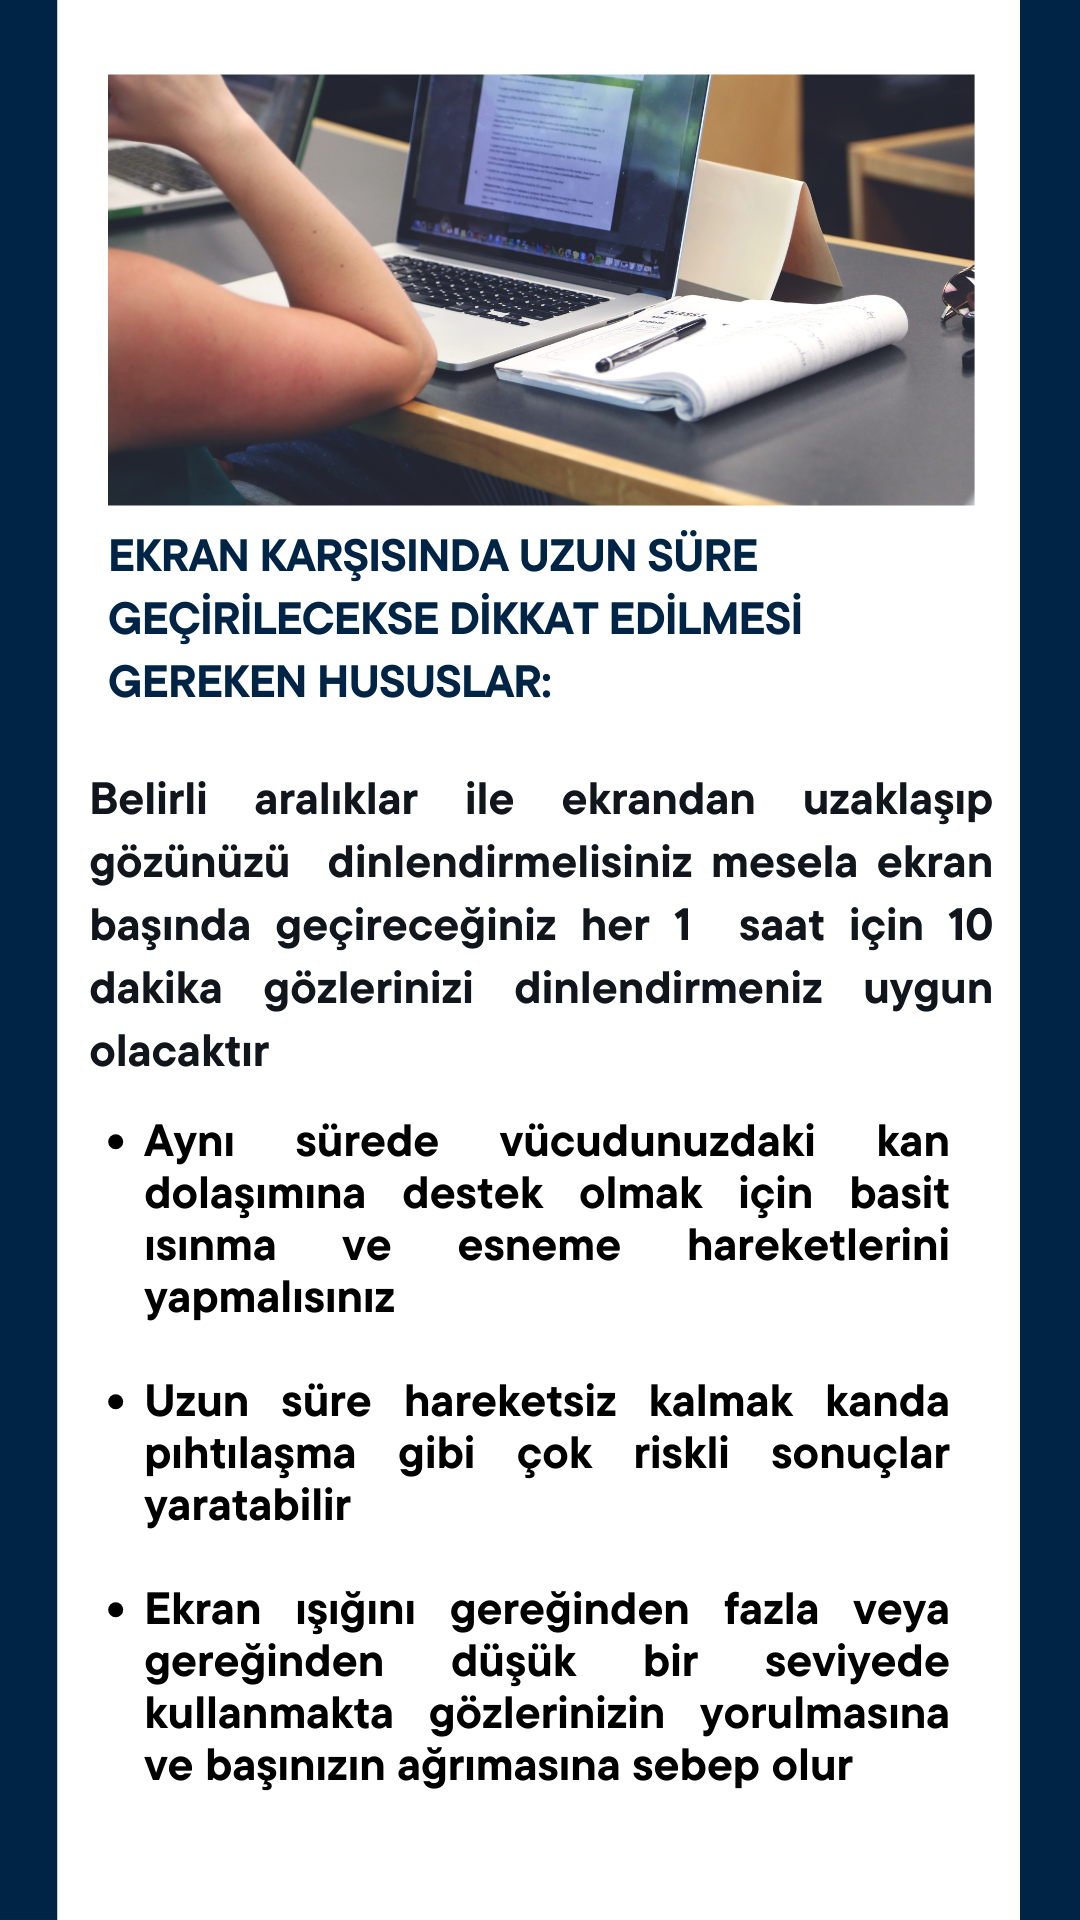 EKRAN KARŞISINDA UZUN SÜRE
GEÇİRİLECEKSE DİKKAT EDİLMESİ
GEREKEN HUSUSLAR:
Belirli aralıklar ile ekrandan uzaklaşıp
gözünüzü dinlendirmelisiniz mesela ekran
başında geçireceğiniz her 1 saat için 10
dakika gözlerinizi dinlendirmeniz uygun
olacaktır
• Aynı sürede vücudunuzdaki kan
dolaşımına destek olmak için basit
ısınma ve esneme hareketlerini
yapmalısınız
• Uzun süre hareketsiz kalmak kanda
pıhtılaşma gibi çok riskli sonuçlar
yaratabilir
• Ekran ışığını gereğinden fazla veya
gereğinden düşük bir seviyede
kullanmakta gözlerinizin yorulmasına
ve başınızın ağrımasına sebep olur